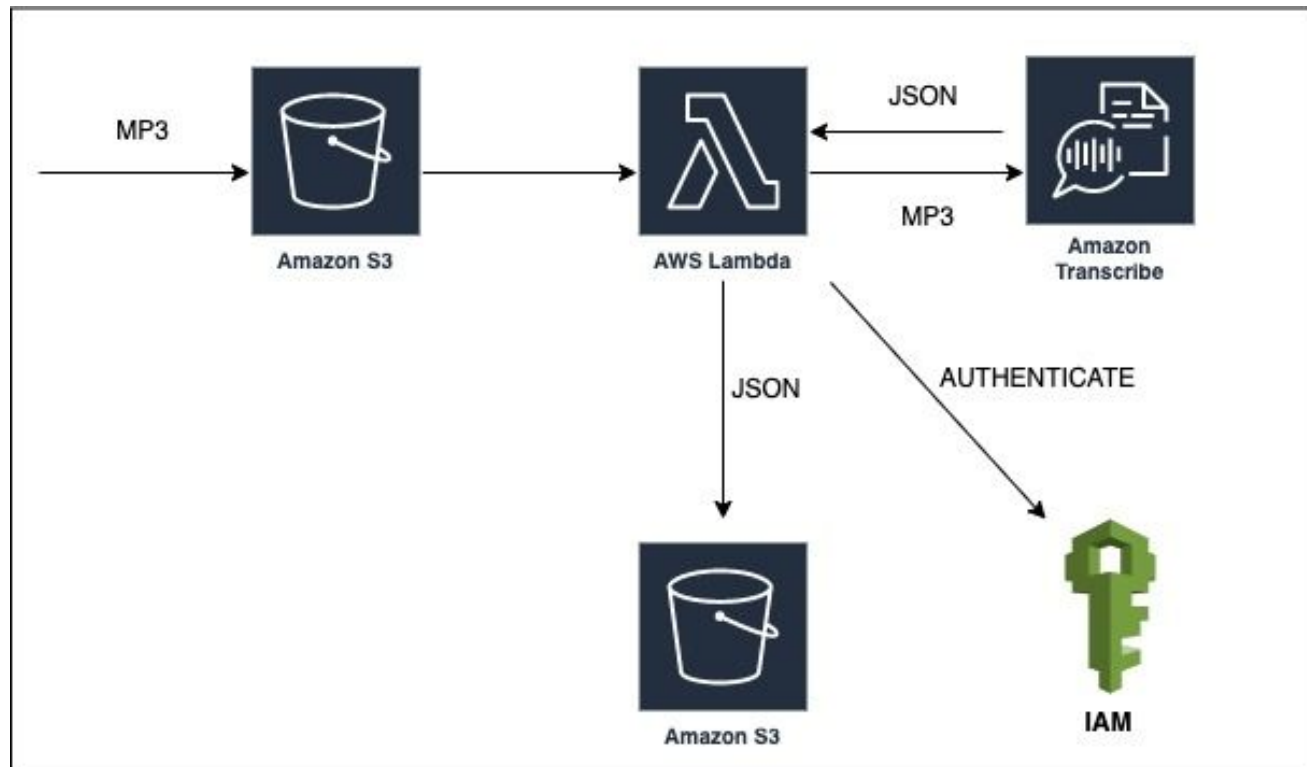 MP3
JSON
MP3
Amazon S3
AWS Lambda
Amazon
Transcribe
JSON
AUTHENTICATE
Amazon S3
IAM